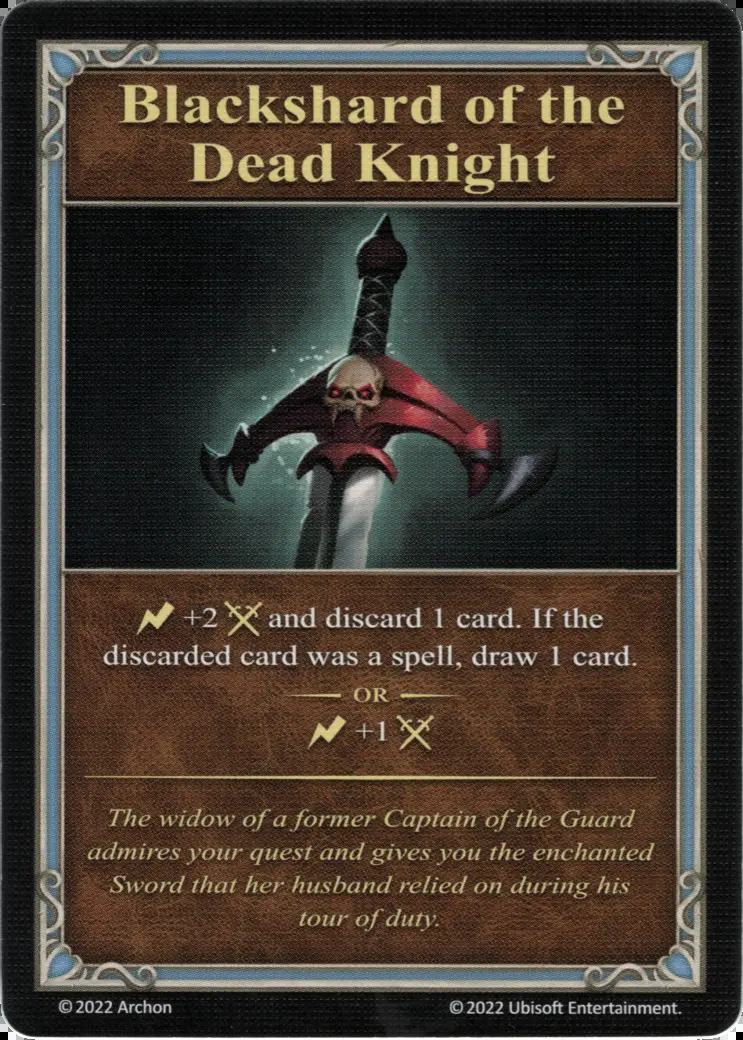 Blackshard of the
Dead Knight
+2 and discard 1 card. If the
discarded card was a spell, draw 1 card.
OR
+1
The widow of a former Captain of the Guard
admires your quest and gives you the enchanted
Sword that her husband relied on during his
tour of duty.
© 2022 Archon
© 2022 Ubisoft Entertainment.